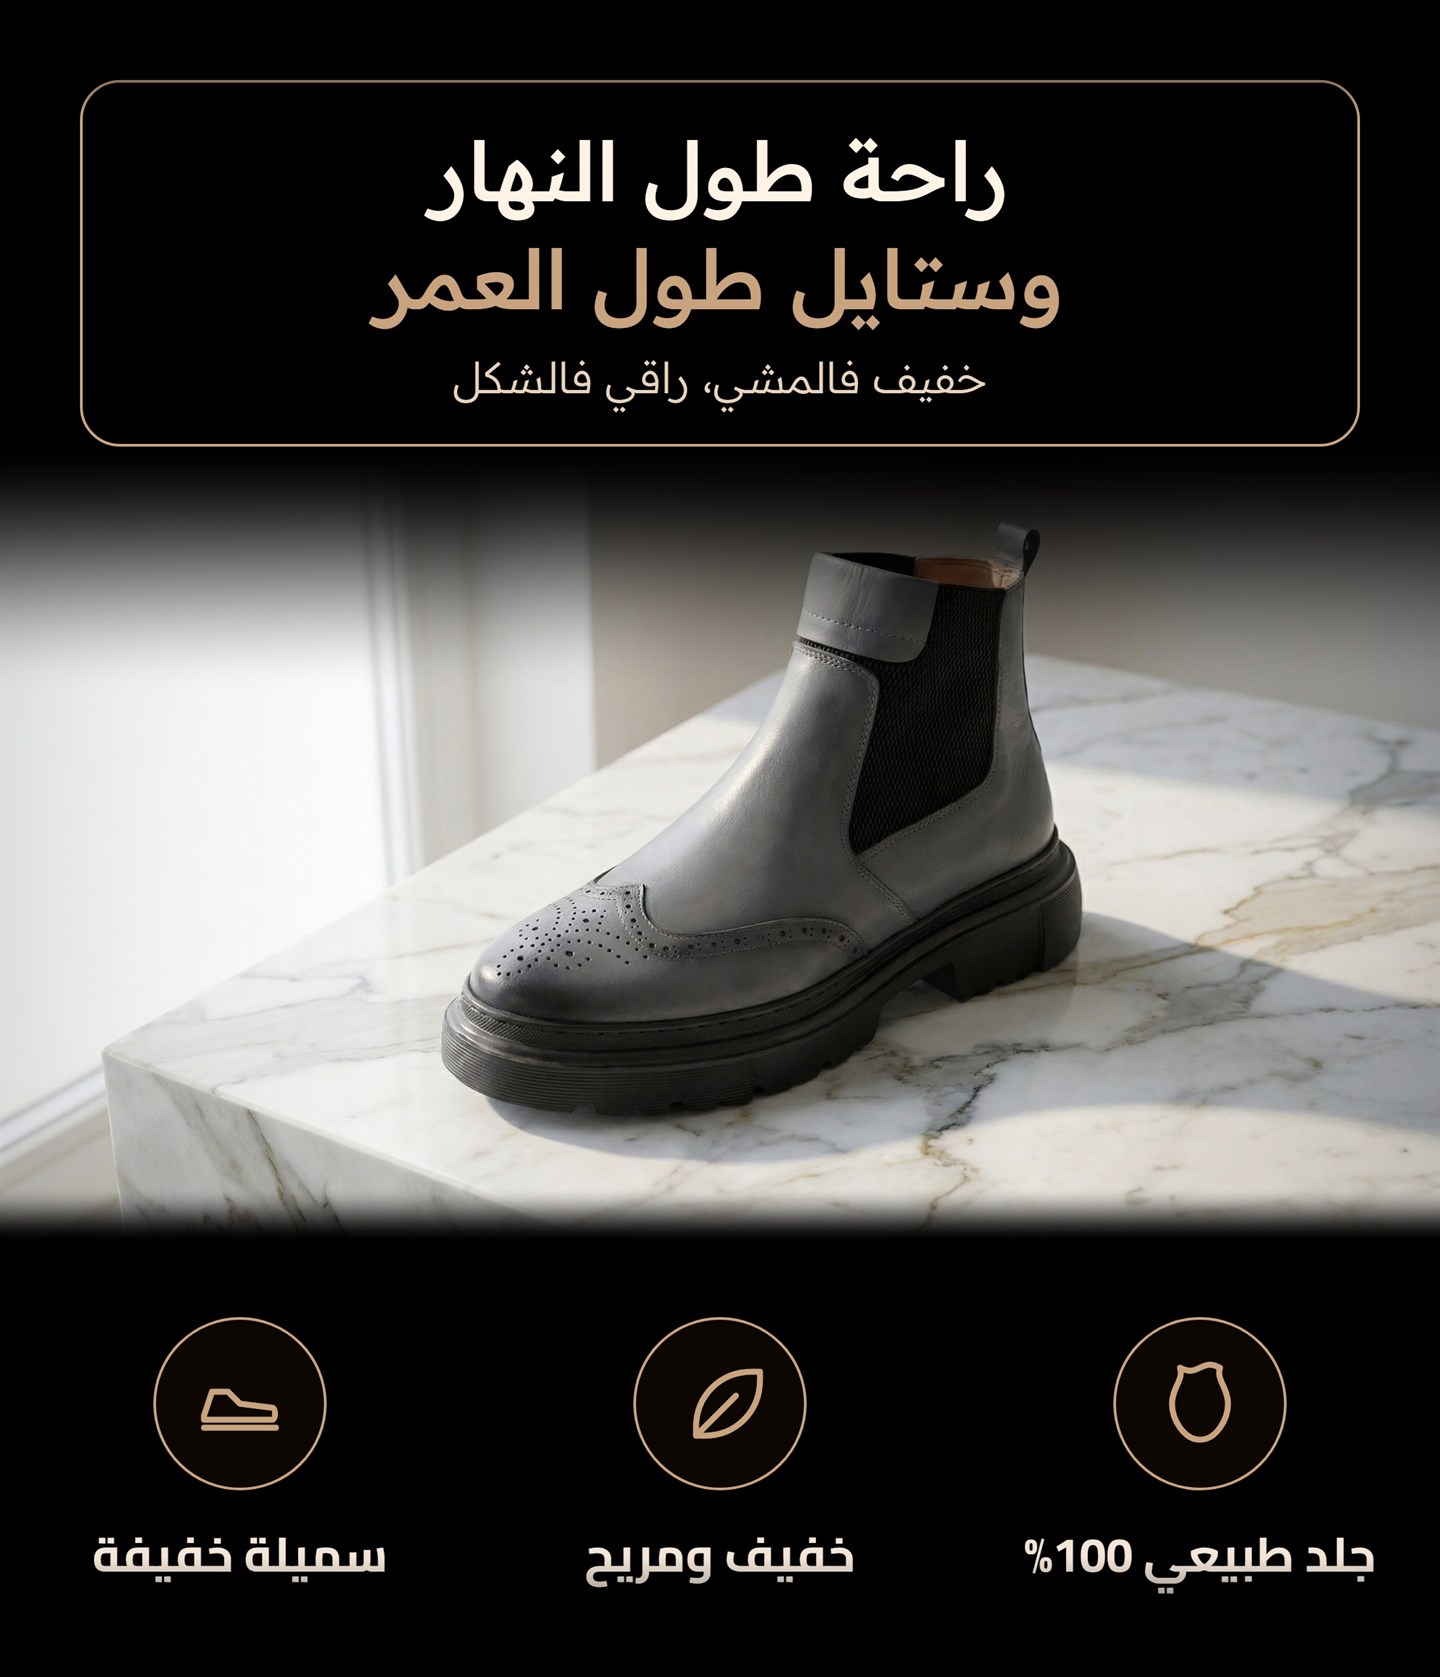 راحة طول النهار
وستايل طول العمر
خفيف فالمشي، راقي فالشكل
جلد طبيعي 100%
خفيف ومريح
سميلة خفيفة